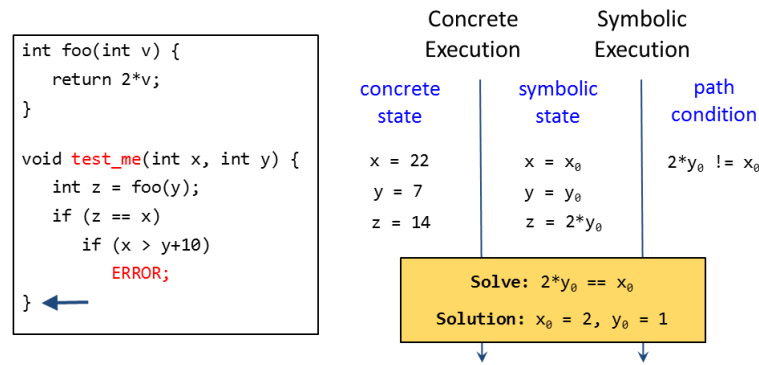 int foo(int v) {
return 2*v;
}
void test_me(int x, int y) {
int z = foo(y);
if (z == x)
if (x > y+10)
ERROR;
}
Concrete
Execution
Symbolic
Execution
concrete
state
symbolic
state
path
condition
x = 22
x = x₀
2*y₀ != x₀
y = 7
y = y₀
z = 14
z = 2*y₀
Solve: 2*y₀ == x₀
Solution: x₀ = 2, y₀ = 1